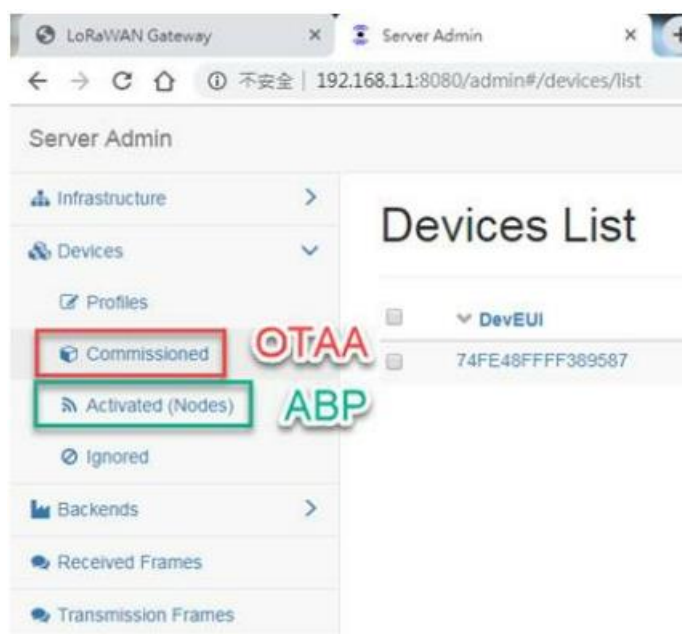 LoRaWAN Gateway
Server Admin
不安全 | 192.168.1.1:8080/admin#/devices/list
Server Admin
Infrastructure
Devices List
Devices
Profiles
DevEUI
Commissioned
OTAA
74FE48FFFF389587
Activated (Nodes)
ABP
Ignored
Backends
Received Frames
Transmission Frames